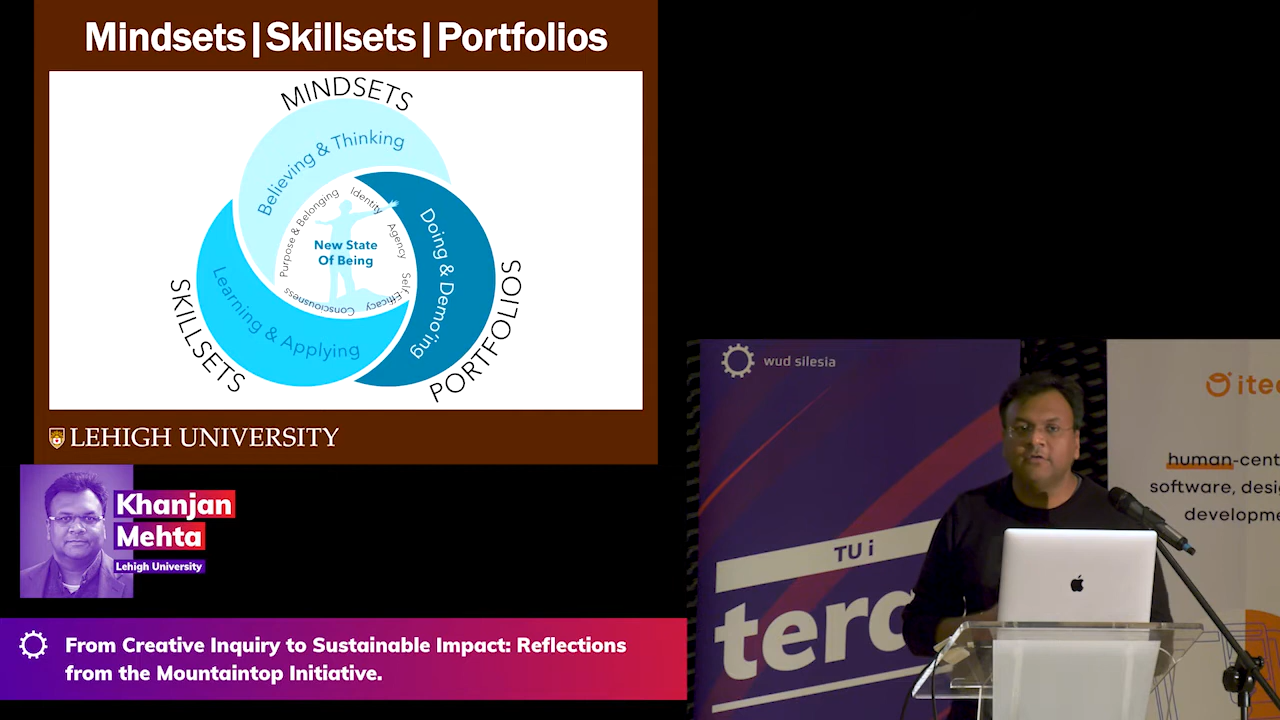 Mindsets|Skillsets|Portfolios
MINDSETS
Believing & Thinking
Purpose & Belonging
Identity
Agency
Self-Efficacy
Consciousness
New State
Of Being
Doing & Demo'ing
Learning & Applying
SKILLSETS
PORTFOLIOS
LEHIGH UNIVERSITY
Khanjan
Mehta
Lehigh University
From Creative Inquiry to Sustainable Impact: Reflections
from the Mountaintop Initiative.
wud silesia
TU i
human-cent
software, desi
developme